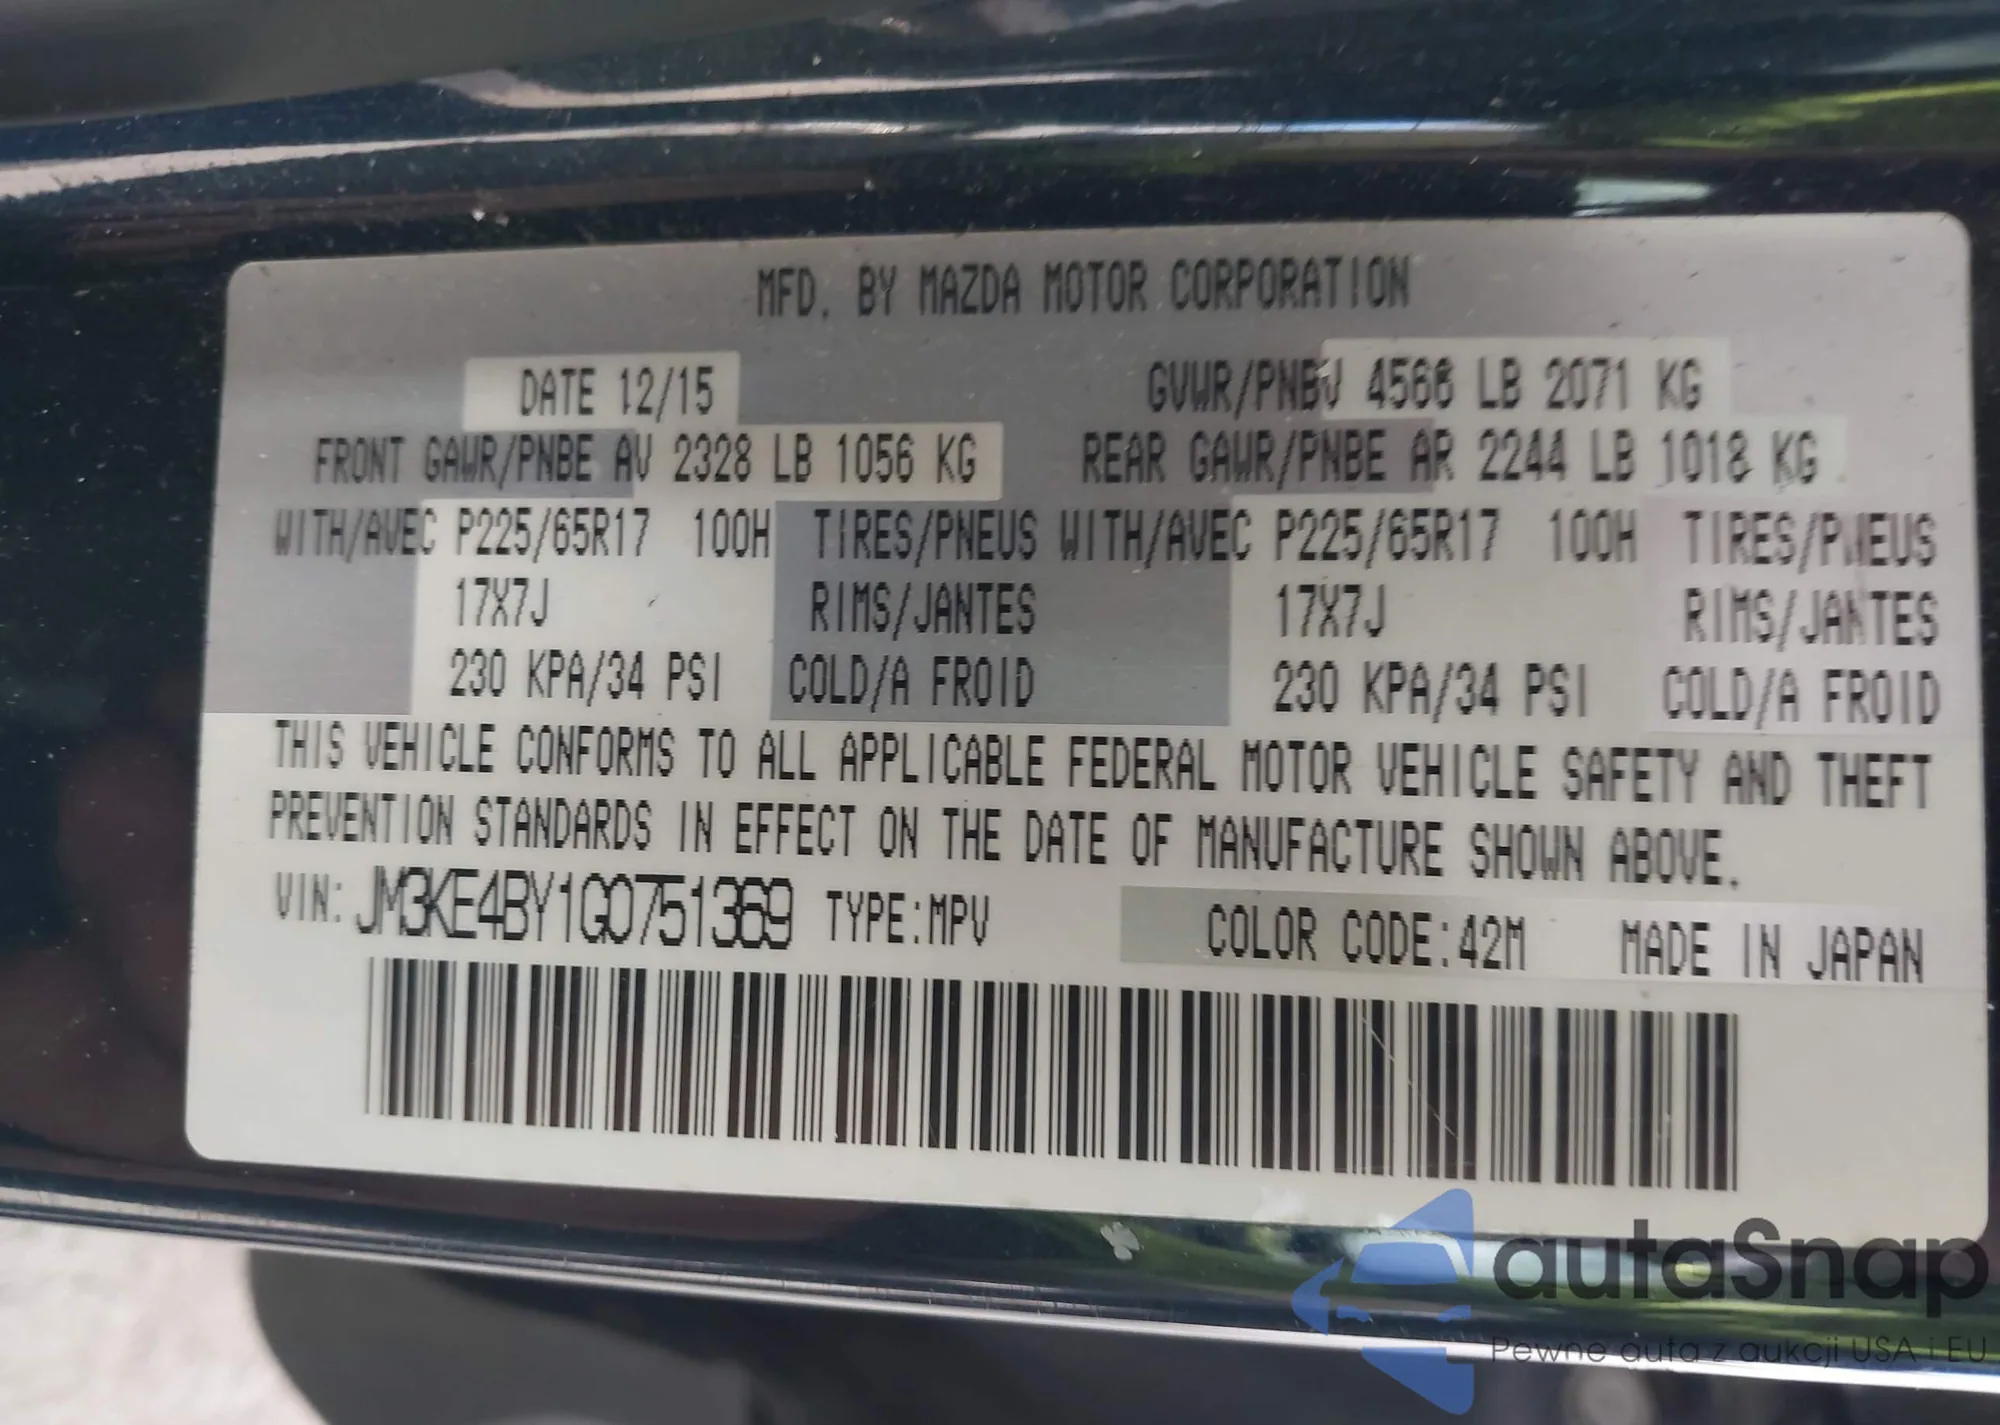 MFD. BY MAZDA MOTOR CORPORATION
DATE 12/15 GVWR/PNBV 4566 LB 2071 KG
FRONT GAWR/PNBE AV 2328 LB 1056 KG REAR GAWR/PNBE AR 2244 LB 1018 KG
WITH/AVEC P225/65R17 100H TIRES/PNEUS WITH/AVEC P225/65R17 100H TIRES/PNEUS
17X7J RIMS/JANTES 17X7J RIMS/JANTES
230 KPA/34 PSI COLD/A FROID 230 KPA/34 PSI COLD/A FROID
THIS VEHICLE CONFORMS TO ALL APPLICABLE FEDERAL MOTOR VEHICLE SAFETY AND THEFT
PREVENTION STANDARDS IN EFFECT ON THE DATE OF MANUFACTURE SHOWN ABOVE.
VIN: JM3KE4BY1G0751369 TYPE:MPV COLOR CODE:42M MADE IN JAPAN
autaSnap
Pewne auta z aukcji USA i EU